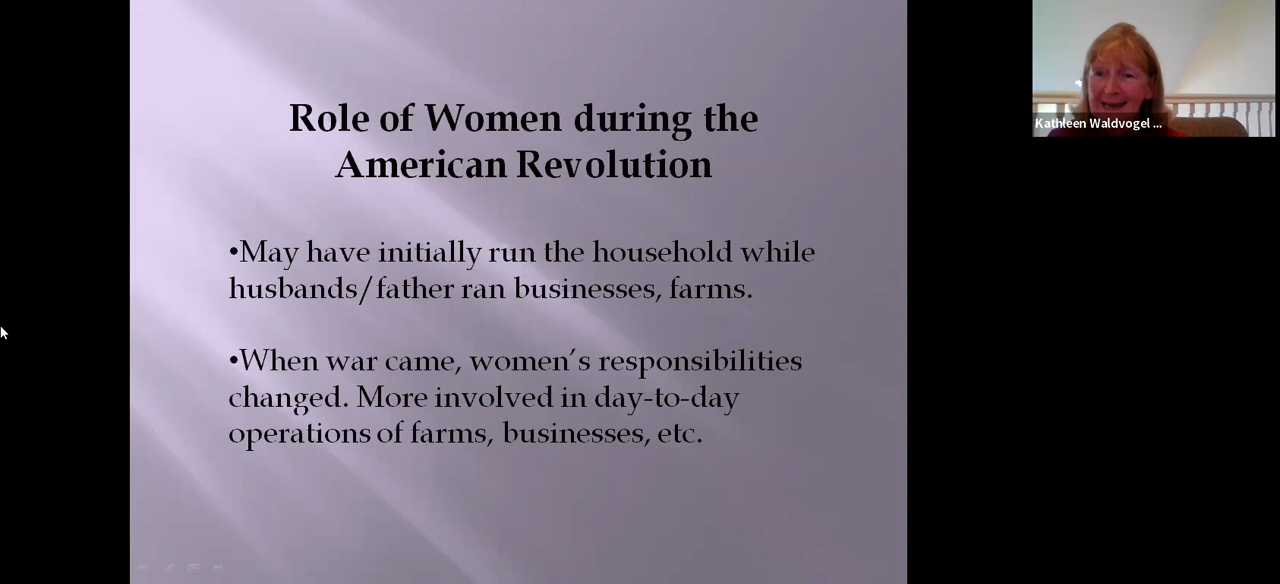 Role of Women during the
American Revolution
•May have initially run the household while
husbands/father ran businesses, farms.
•When war came, women's responsibilities
changed. More involved in day-to-day
operations of farms, businesses, etc.
Kathleen Waldvogel ...